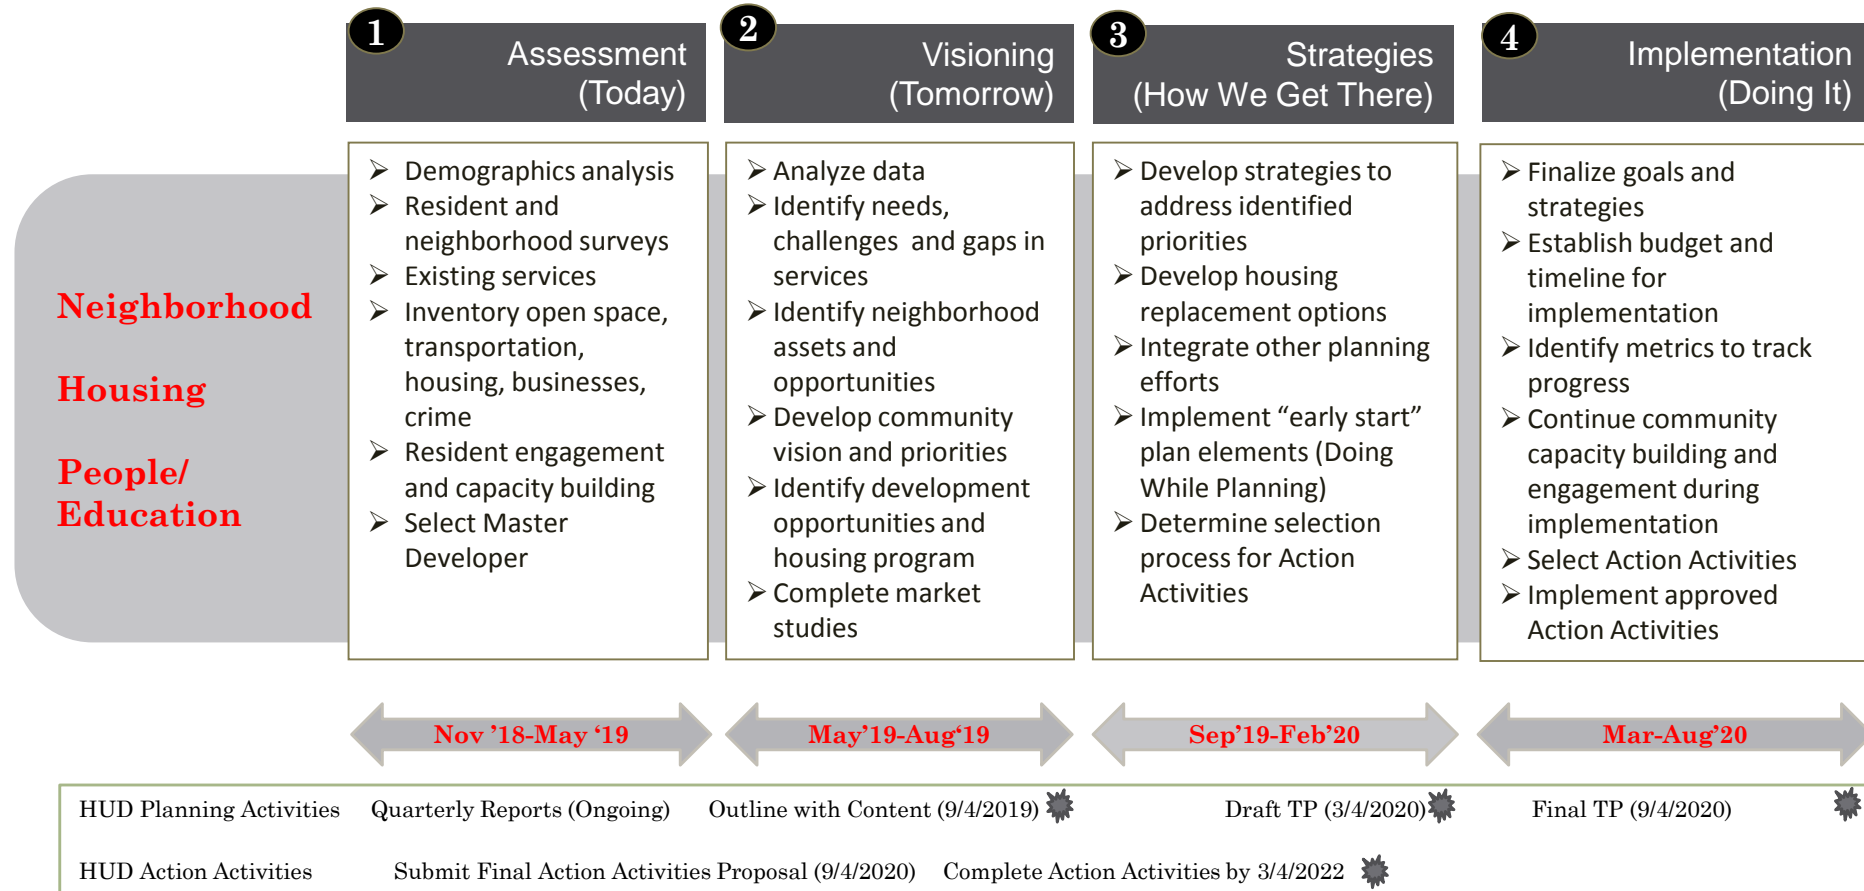 1
Assessment
(Today)
2
Visioning
(Tomorrow)
3
Strategies
(How We Get There)
4
Implementation
(Doing It)
Neighborhood
Housing
People/
Education
➢ Demographics analysis
➢ Resident and
neighborhood surveys
➢ Existing services
➢ Inventory open space,
transportation,
housing, businesses,
crime
➢ Resident engagement
and capacity building
➢ Select Master
Developer
➢ Analyze data
➢ Identify needs,
challenges  and gaps in
services
➢ Identify neighborhood
assets and
opportunities
➢ Develop community
vision and priorities
➢ Identify development
opportunities and
housing program
➢ Complete market
studies
➢ Develop strategies to
address identified
priorities
➢ Develop housing
replacement options
➢ Integrate other planning
efforts
➢ Implement “early start”
plan elements (Doing
While Planning)
➢ Determine selection
process for Action
Activities
➢ Finalize goals and
strategies
➢ Establish budget and
timeline for
implementation
➢ Identify metrics to track
progress
➢ Continue community
capacity building and
engagement during
implementation
➢ Select Action Activities
➢ Implement approved
Action Activities
Nov ’18-May ‘19
May’19-Aug‘19
Sep’19-Feb’20
Mar-Aug’20
HUD Planning Activities Quarterly Reports (Ongoing) Outline with Content (9/4/2019) Draft TP (3/4/2020) Final TP (9/4/2020)
HUD Action Activities Submit Final Action Activities Proposal (9/4/2020) Complete Action Activities by 3/4/2022